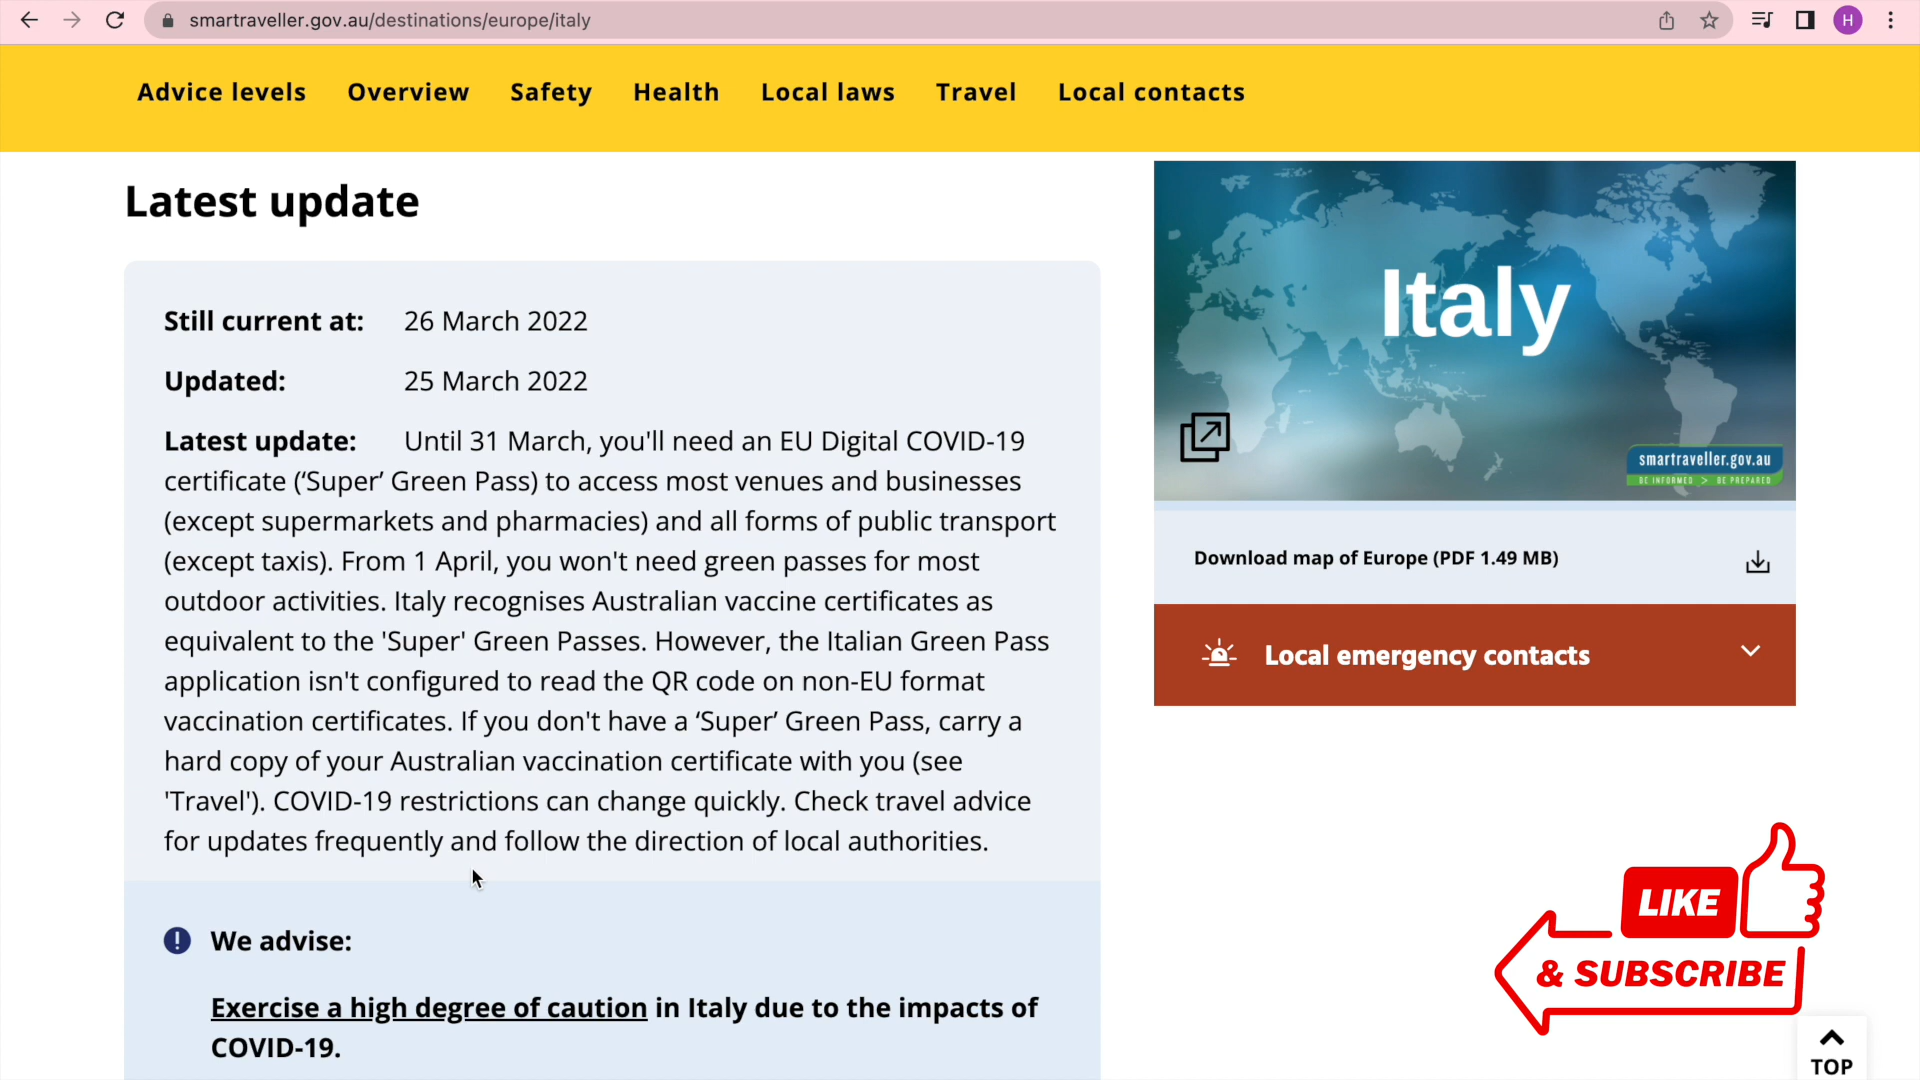 smartraveller.gov.au/destinations/europe/italy
H
Advice levels Overview Safety Health Local laws Travel Local contacts
Latest update
Still current at: 26 March 2022
Updated: 25 March 2022
Latest update: Until 31 March, you'll need an EU Digital COVID-19
certificate (‘Super’ Green Pass) to access most venues and businesses
(except supermarkets and pharmacies) and all forms of public transport
(except taxis). From 1 April, you won't need green passes for most
outdoor activities. Italy recognises Australian vaccine certificates as
equivalent to the 'Super' Green Passes. However, the Italian Green Pass
application isn't configured to read the QR code on non-EU format
vaccination certificates. If you don't have a ‘Super’ Green Pass, carry a
hard copy of your Australian vaccination certificate with you (see
'Travel'). COVID-19 restrictions can change quickly. Check travel advice
for updates frequently and follow the direction of local authorities.
We advise:
Exercise a high degree of caution in Italy due to the impacts of
COVID-19.
Italy
smartraveller.gov.au
BE INFORMED > BE PREPARED
Download map of Europe (PDF 1.49 MB)
Local emergency contacts
LIKE
& SUBSCRIBE
TOP